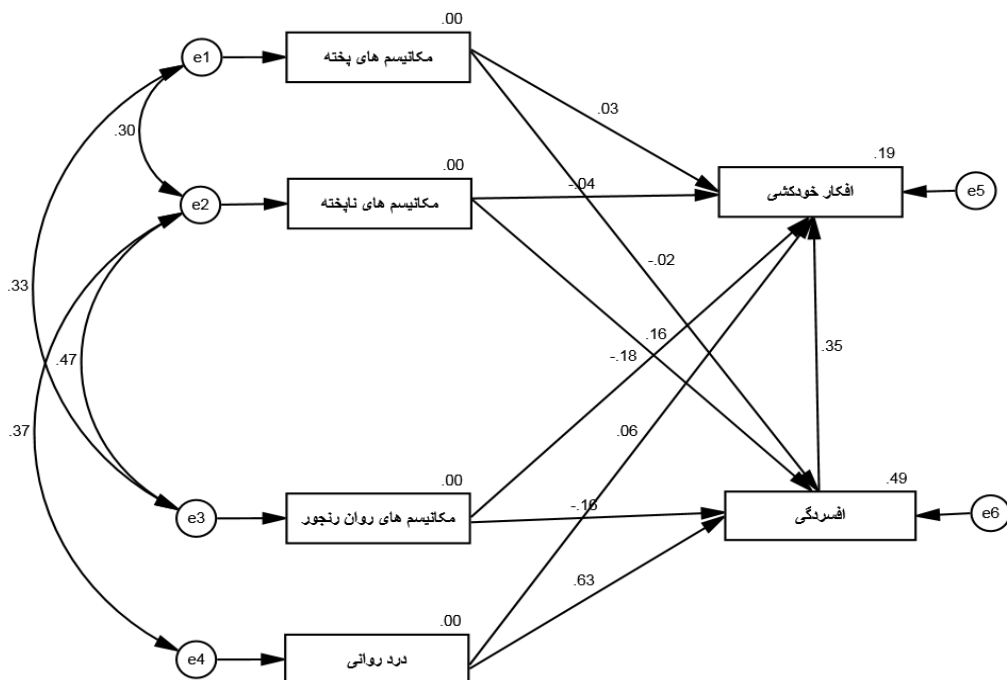 .00
e1
مکانیسم های پخته
.03
.30
.00
.19
e2
مکانیسم های ناپخته
-.04
افکار خودکشی
e5
-.02
.33
.16
.35
-.18
.47
.06
.37
.00
.49
e3
مکانیسم های روان رنجور
-.16
افسردگی
e6
.63
.00
e4
درد روانی